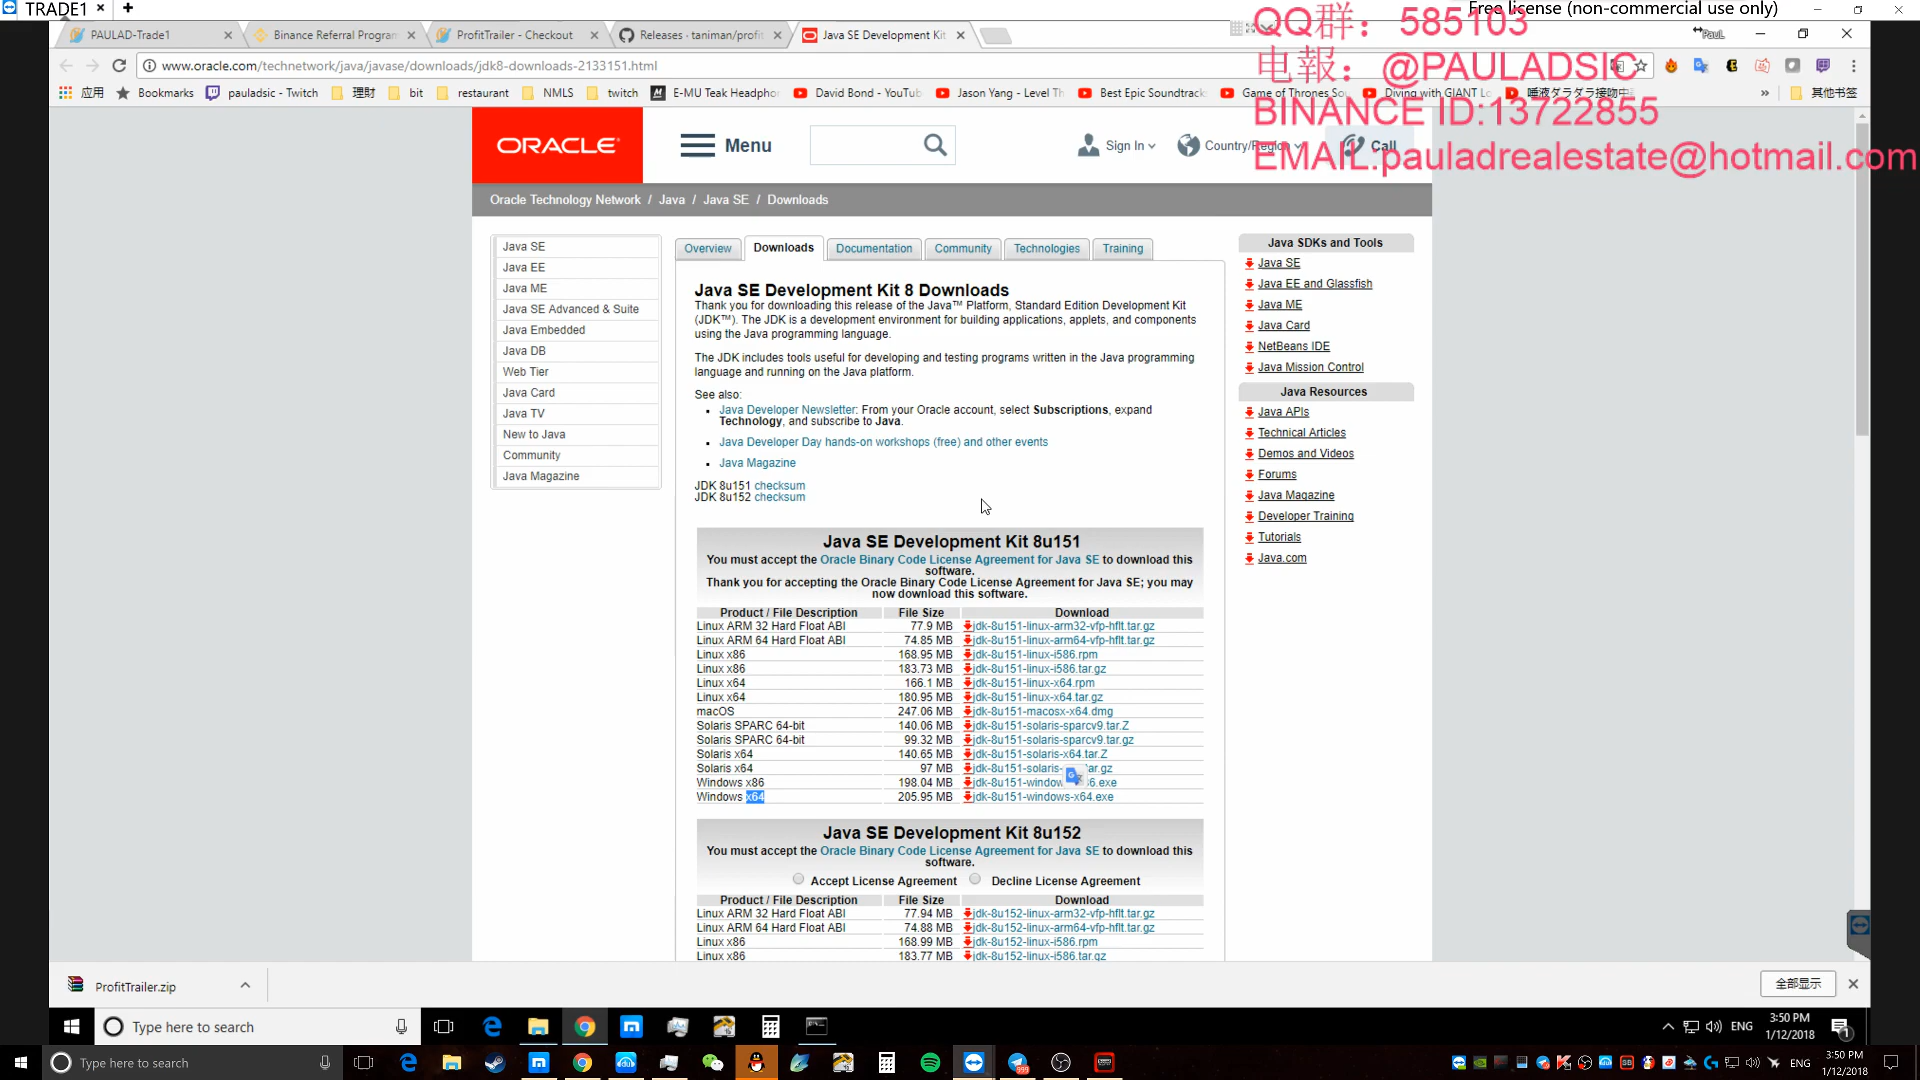 TRADE1
Free license (non-commercial use only)
QQ群：585103
电報：@PAULADSIC
BINANCE ID:13722855
EMAIL:pauladrealestate@hotmail.com
PAULAD-Trade1
Binance Referral Program
ProfitTrailer - Checkout
Releases · taniman/profit
Java SE Development Kit
PauL
www.oracle.com/technetwork/java/javase/downloads/jdk8-downloads-2133151.html
应用
Bookmarks
pauladsic - Twitch
理財
bit
restaurant
NMLS
twitch
E-MU Teak Headphon
David Bond - YouTub
Jason Yang - Level Th
Best Epic Soundtrack
Game of Thrones So
Diving with GIANT Lo
唾液ダラダラ接吻中
»
其他书签
ORACLE
Menu
Sign In
Country/Region
Call
Oracle Technology Network / Java / Java SE / Downloads
Java SE
Java EE
Java ME
Java SE Advanced & Suite
Java Embedded
Java DB
Web Tier
Java Card
Java TV
New to Java
Community
Java Magazine
Overview
Downloads
Documentation
Community
Technologies
Training
Java SE Development Kit 8 Downloads
Thank you for downloading this release of the Java™ Platform, Standard Edition Development Kit
(JDK™). The JDK is a development environment for building applications, applets, and components
using the Java programming language.
The JDK includes tools useful for developing and testing programs written in the Java programming
language and running on the Java platform.
See also:
Java Developer Newsletter: From your Oracle account, select Subscriptions, expand
Technology, and subscribe to Java.
Java Developer Day hands-on workshops (free) and other events
Java Magazine
JDK 8u151 checksum
JDK 8u152 checksum
Java SE Development Kit 8u151
You must accept the Oracle Binary Code License Agreement for Java SE to download this
software.
Thank you for accepting the Oracle Binary Code License Agreement for Java SE; you may
now download this software.
Product / File Description File Size Download
Linux ARM 32 Hard Float ABI 77.9 MB jdk-8u151-linux-arm32-vfp-hflt.tar.gz
Linux ARM 64 Hard Float ABI 74.85 MB jdk-8u151-linux-arm64-vfp-hflt.tar.gz
Linux x86 168.95 MB jdk-8u151-linux-i586.rpm
Linux x86 183.73 MB jdk-8u151-linux-i586.tar.gz
Linux x64 166.1 MB jdk-8u151-linux-x64.rpm
Linux x64 180.95 MB jdk-8u151-linux-x64.tar.gz
macOS 247.06 MB jdk-8u151-macosx-x64.dmg
Solaris SPARC 64-bit 140.06 MB jdk-8u151-solaris-sparcv9.tar.Z
Solaris SPARC 64-bit 99.32 MB jdk-8u151-solaris-sparcv9.tar.gz
Solaris x64 140.65 MB jdk-8u151-solaris-x64.tar.Z
Solaris x64 97 MB jdk-8u151-solaris- tar.gz
Windows x86 198.04 MB jdk-8u151-window 6.exe
Windows x64 205.95 MB jdk-8u151-windows-x64.exe
Java SE Development Kit 8u152
You must accept the Oracle Binary Code License Agreement for Java SE to download this
software.
Accept License Agreement Decline License Agreement
Product / File Description File Size Download
Linux ARM 32 Hard Float ABI 77.94 MB jdk-8u152-linux-arm32-vfp-hflt.tar.gz
Linux ARM 64 Hard Float ABI 74.88 MB jdk-8u152-linux-arm64-vfp-hflt.tar.gz
Linux x86 168.99 MB jdk-8u152-linux-i586.rpm
Linux x86 183.77 MB jdk-8u152-linux-i586.tar.gz
Java SDKs and Tools
Java SE
Java EE and Glassfish
Java ME
Java Card
NetBeans IDE
Java Mission Control
Java Resources
Java APIs
Technical Articles
Demos and Videos
Forums
Java Magazine
Developer Training
Tutorials
Java.com
ProfitTrailer.zip
全部显示
Type here to search
ENG
3:50 PM
1/12/2018
Type here to search
ENG
3:50 PM
1/12/2018